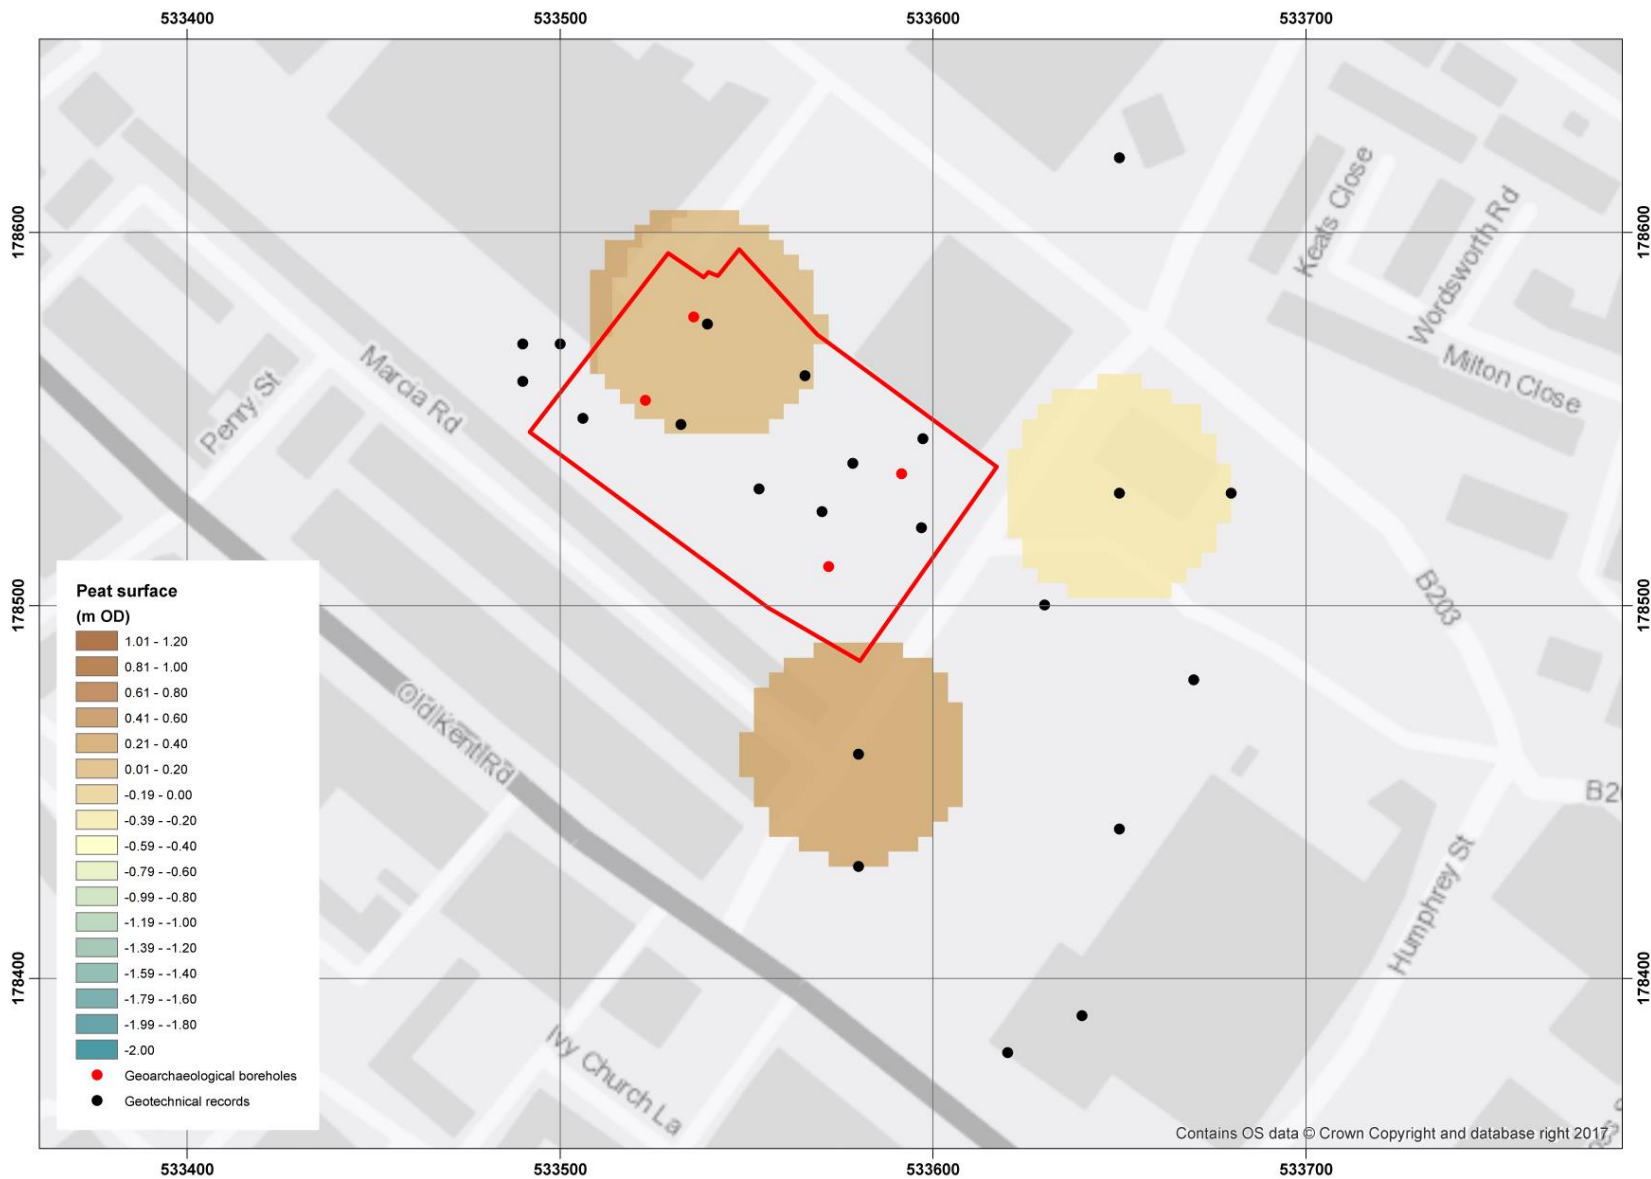 533400 533500 533600 533700
178600 178600
Keats Close
Wordsworth Rd
Milton Close
Marcia Rd
Penry St
B203
178500 178500
Old Kent Rd
Peat surface
(m OD)
1.01 - 1.20
0.81 - 1.00
0.61 - 0.80
0.41 - 0.60
0.21 - 0.40
0.01 - 0.20
-0.19 - 0.00
-0.39 - -0.20
-0.59 - -0.40
-0.79 - -0.60
-0.99 - -0.80
-1.19 - -1.00
-1.39 - -1.20
-1.59 - -1.40
-1.79 - -1.60
-1.99 - -1.80
-2.00
Geoarchaeological boreholes
Geotechnical records
B2
Humphrey St
178400 178400
Ivy Church La
Contains OS data © Crown Copyright and database right 2017
533400 533500 533600 533700